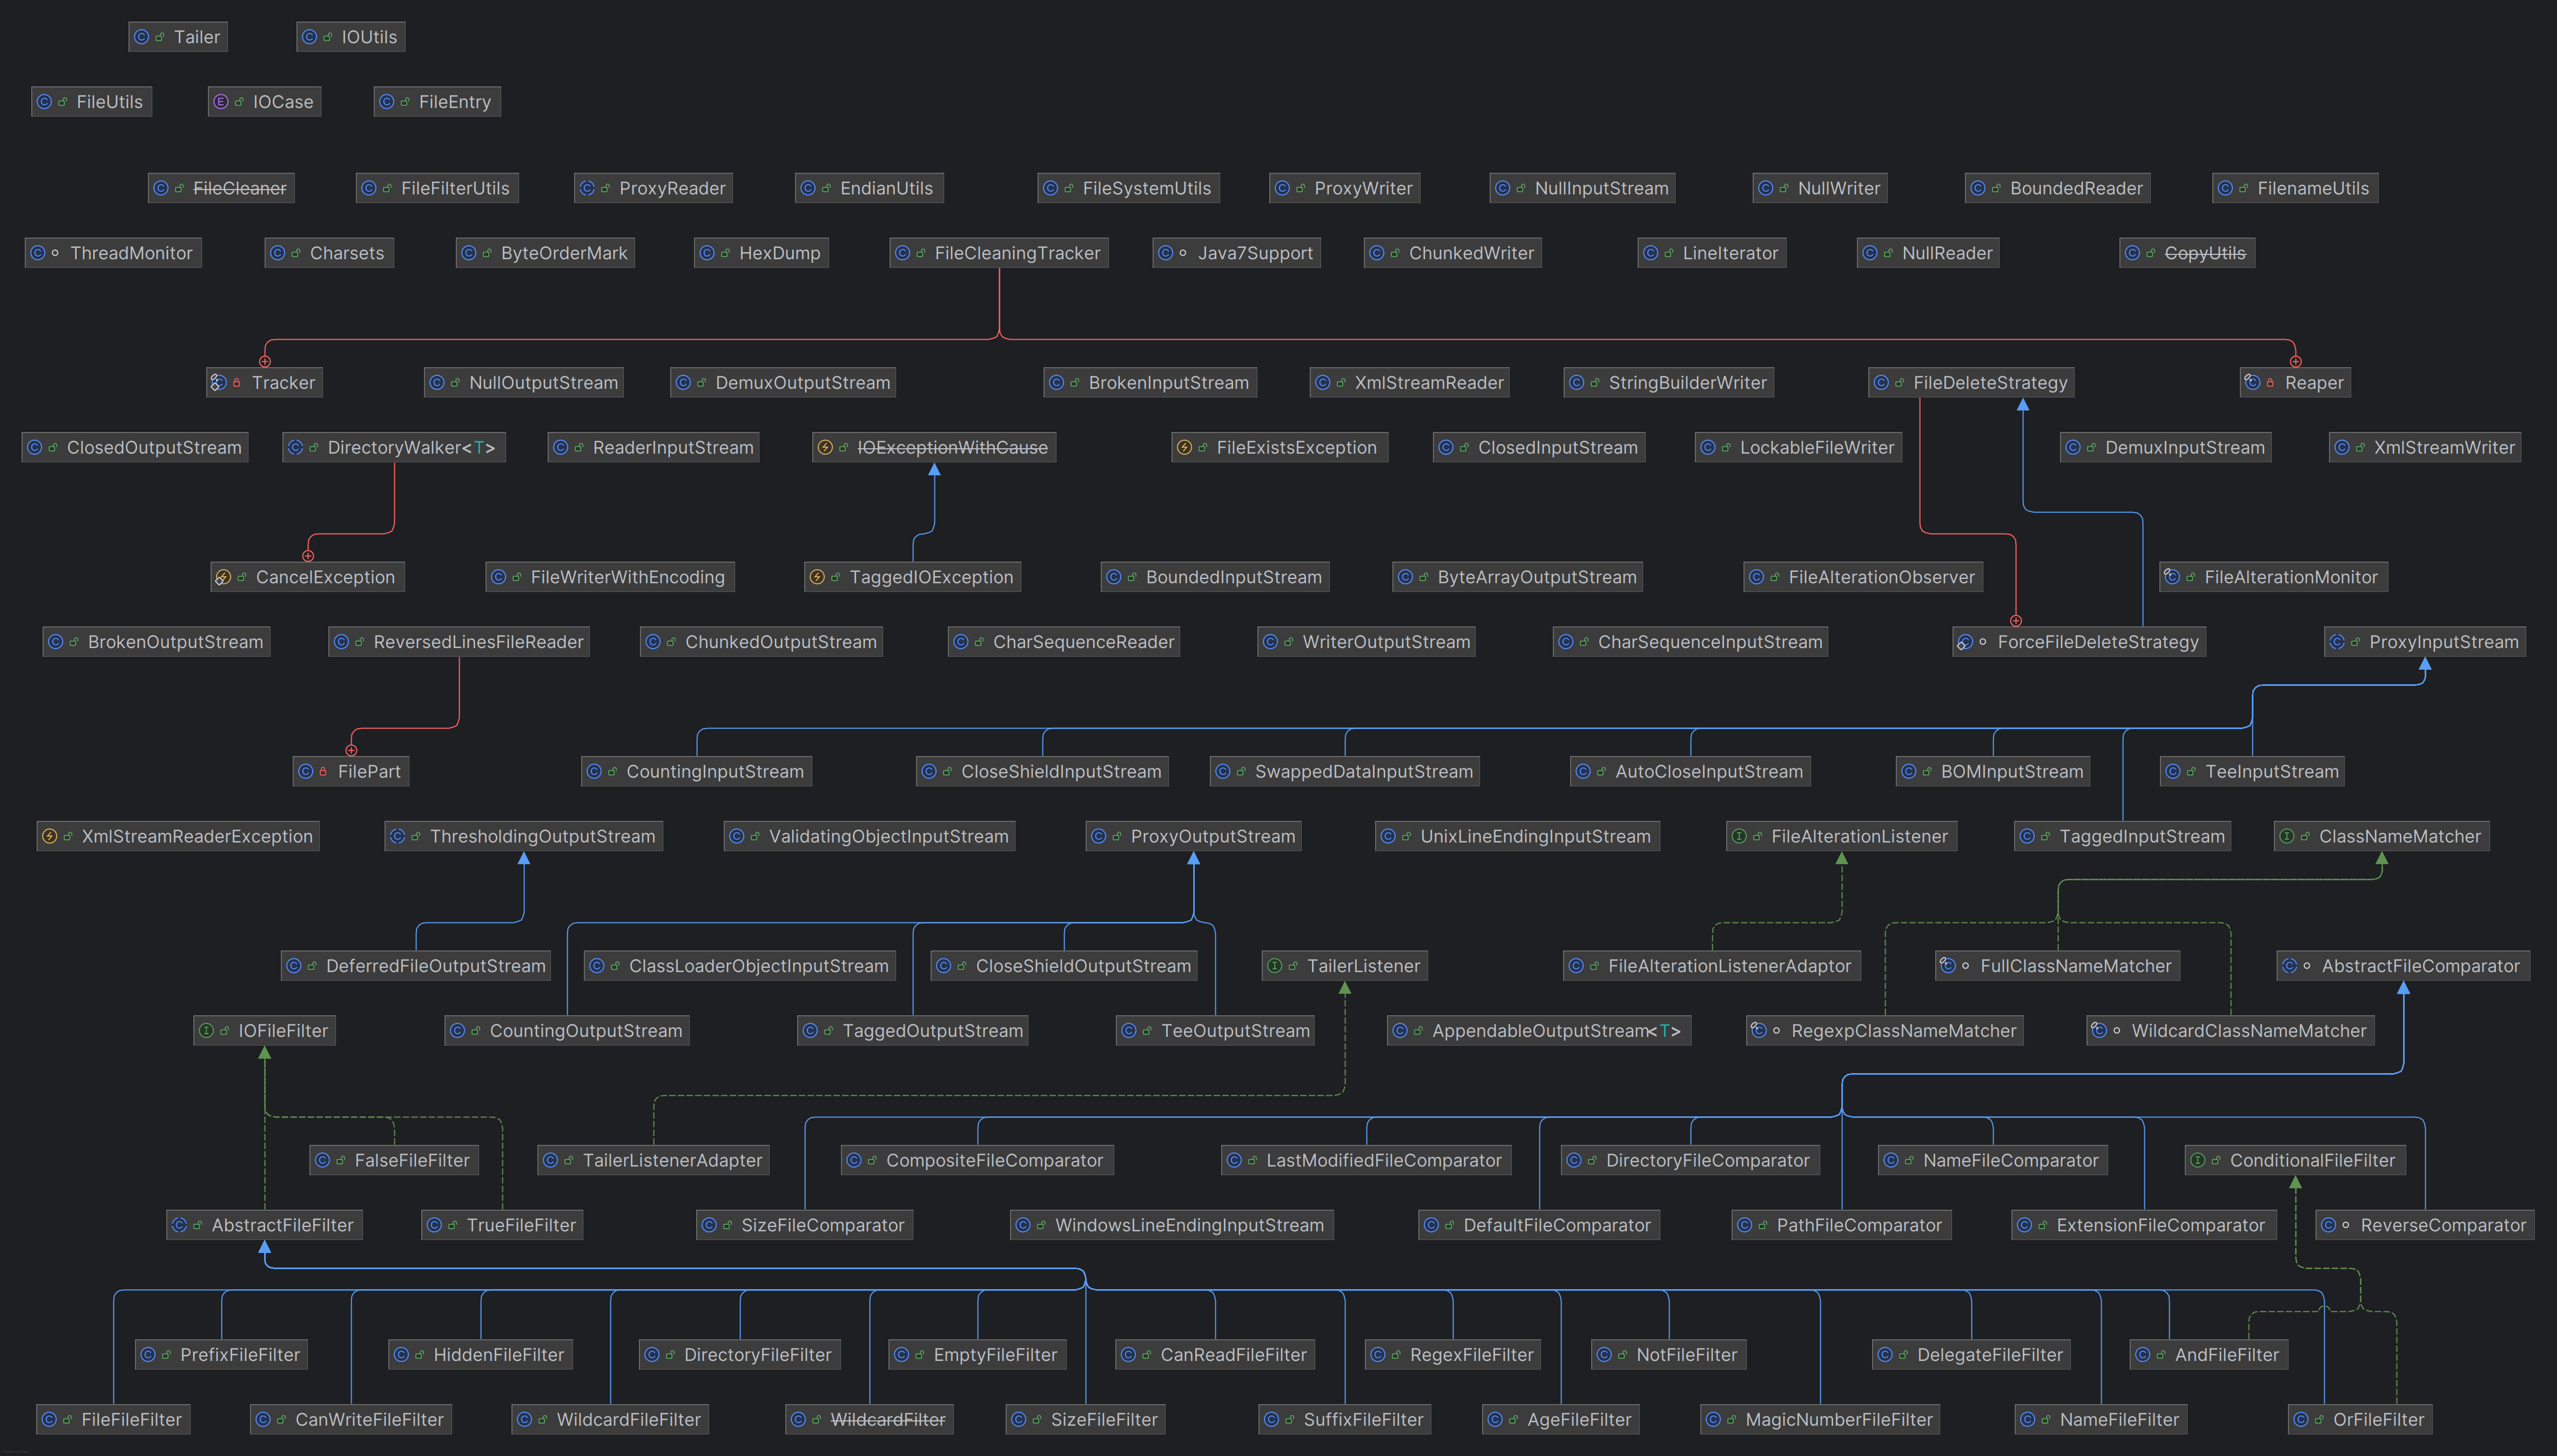 Tailer
IOUtils
FileUtils
IOCase
FileEntry
FileCleaner
FileFilterUtils
ProxyReader
EndianUtils
FileSystemUtils
ProxyWriter
NullInputStream
NullWriter
BoundedReader
FilenameUtils
ThreadMonitor
Charsets
ByteOrderMark
HexDump
FileCleaningTracker
Java7Support
ChunkedWriter
LineIterator
NullReader
CopyUtils
Tracker
NullOutputStream
DemuxOutputStream
BrokenInputStream
XmlStreamReader
StringBuilderWriter
FileDeleteStrategy
Reaper
ClosedOutputStream
DirectoryWalker<T>
ReaderInputStream
IOExceptionWithCause
FileExistsException
ClosedInputStream
LockableFileWriter
DemuxInputStream
XmlStreamWriter
CancelException
FileWriterWithEncoding
TaggedIOException
BoundedInputStream
ByteArrayOutputStream
FileAlterationObserver
FileAlterationMonitor
BrokenOutputStream
ReversedLinesFileReader
ChunkedOutputStream
CharSequenceReader
WriterOutputStream
CharSequenceInputStream
ForceFileDeleteStrategy
ProxyInputStream
FilePart
CountingInputStream
CloseShieldInputStream
SwappedDataInputStream
AutoCloseInputStream
BOMInputStream
TeeInputStream
XmlStreamReaderException
ThresholdingOutputStream
ValidatingObjectInputStream
ProxyOutputStream
UnixLineEndingInputStream
FileAlterationListener
TaggedInputStream
ClassNameMatcher
DeferredFileOutputStream
ClassLoaderObjectInputStream
CloseShieldOutputStream
TailerListener
FileAlterationListenerAdaptor
FullClassNameMatcher
AbstractFileComparator
IOFileFilter
CountingOutputStream
TaggedOutputStream
TeeOutputStream
AppendableOutputStream<T>
RegexpClassNameMatcher
WildcardClassNameMatcher
FalseFileFilter
TailerListenerAdapter
CompositeFileComparator
LastModifiedFileComparator
DirectoryFileComparator
NameFileComparator
ConditionalFileFilter
AbstractFileFilter
TrueFileFilter
SizeFileComparator
WindowsLineEndingInputStream
DefaultFileComparator
PathFileComparator
ExtensionFileComparator
ReverseComparator
PrefixFileFilter
HiddenFileFilter
DirectoryFileFilter
EmptyFileFilter
CanReadFileFilter
RegexFileFilter
NotFileFilter
DelegateFileFilter
AndFileFilter
FileFileFilter
CanWriteFileFilter
WildcardFileFilter
WildcardFilter
SizeFileFilter
SuffixFileFilter
AgeFileFilter
MagicNumberFileFilter
NameFileFilter
OrFileFilter